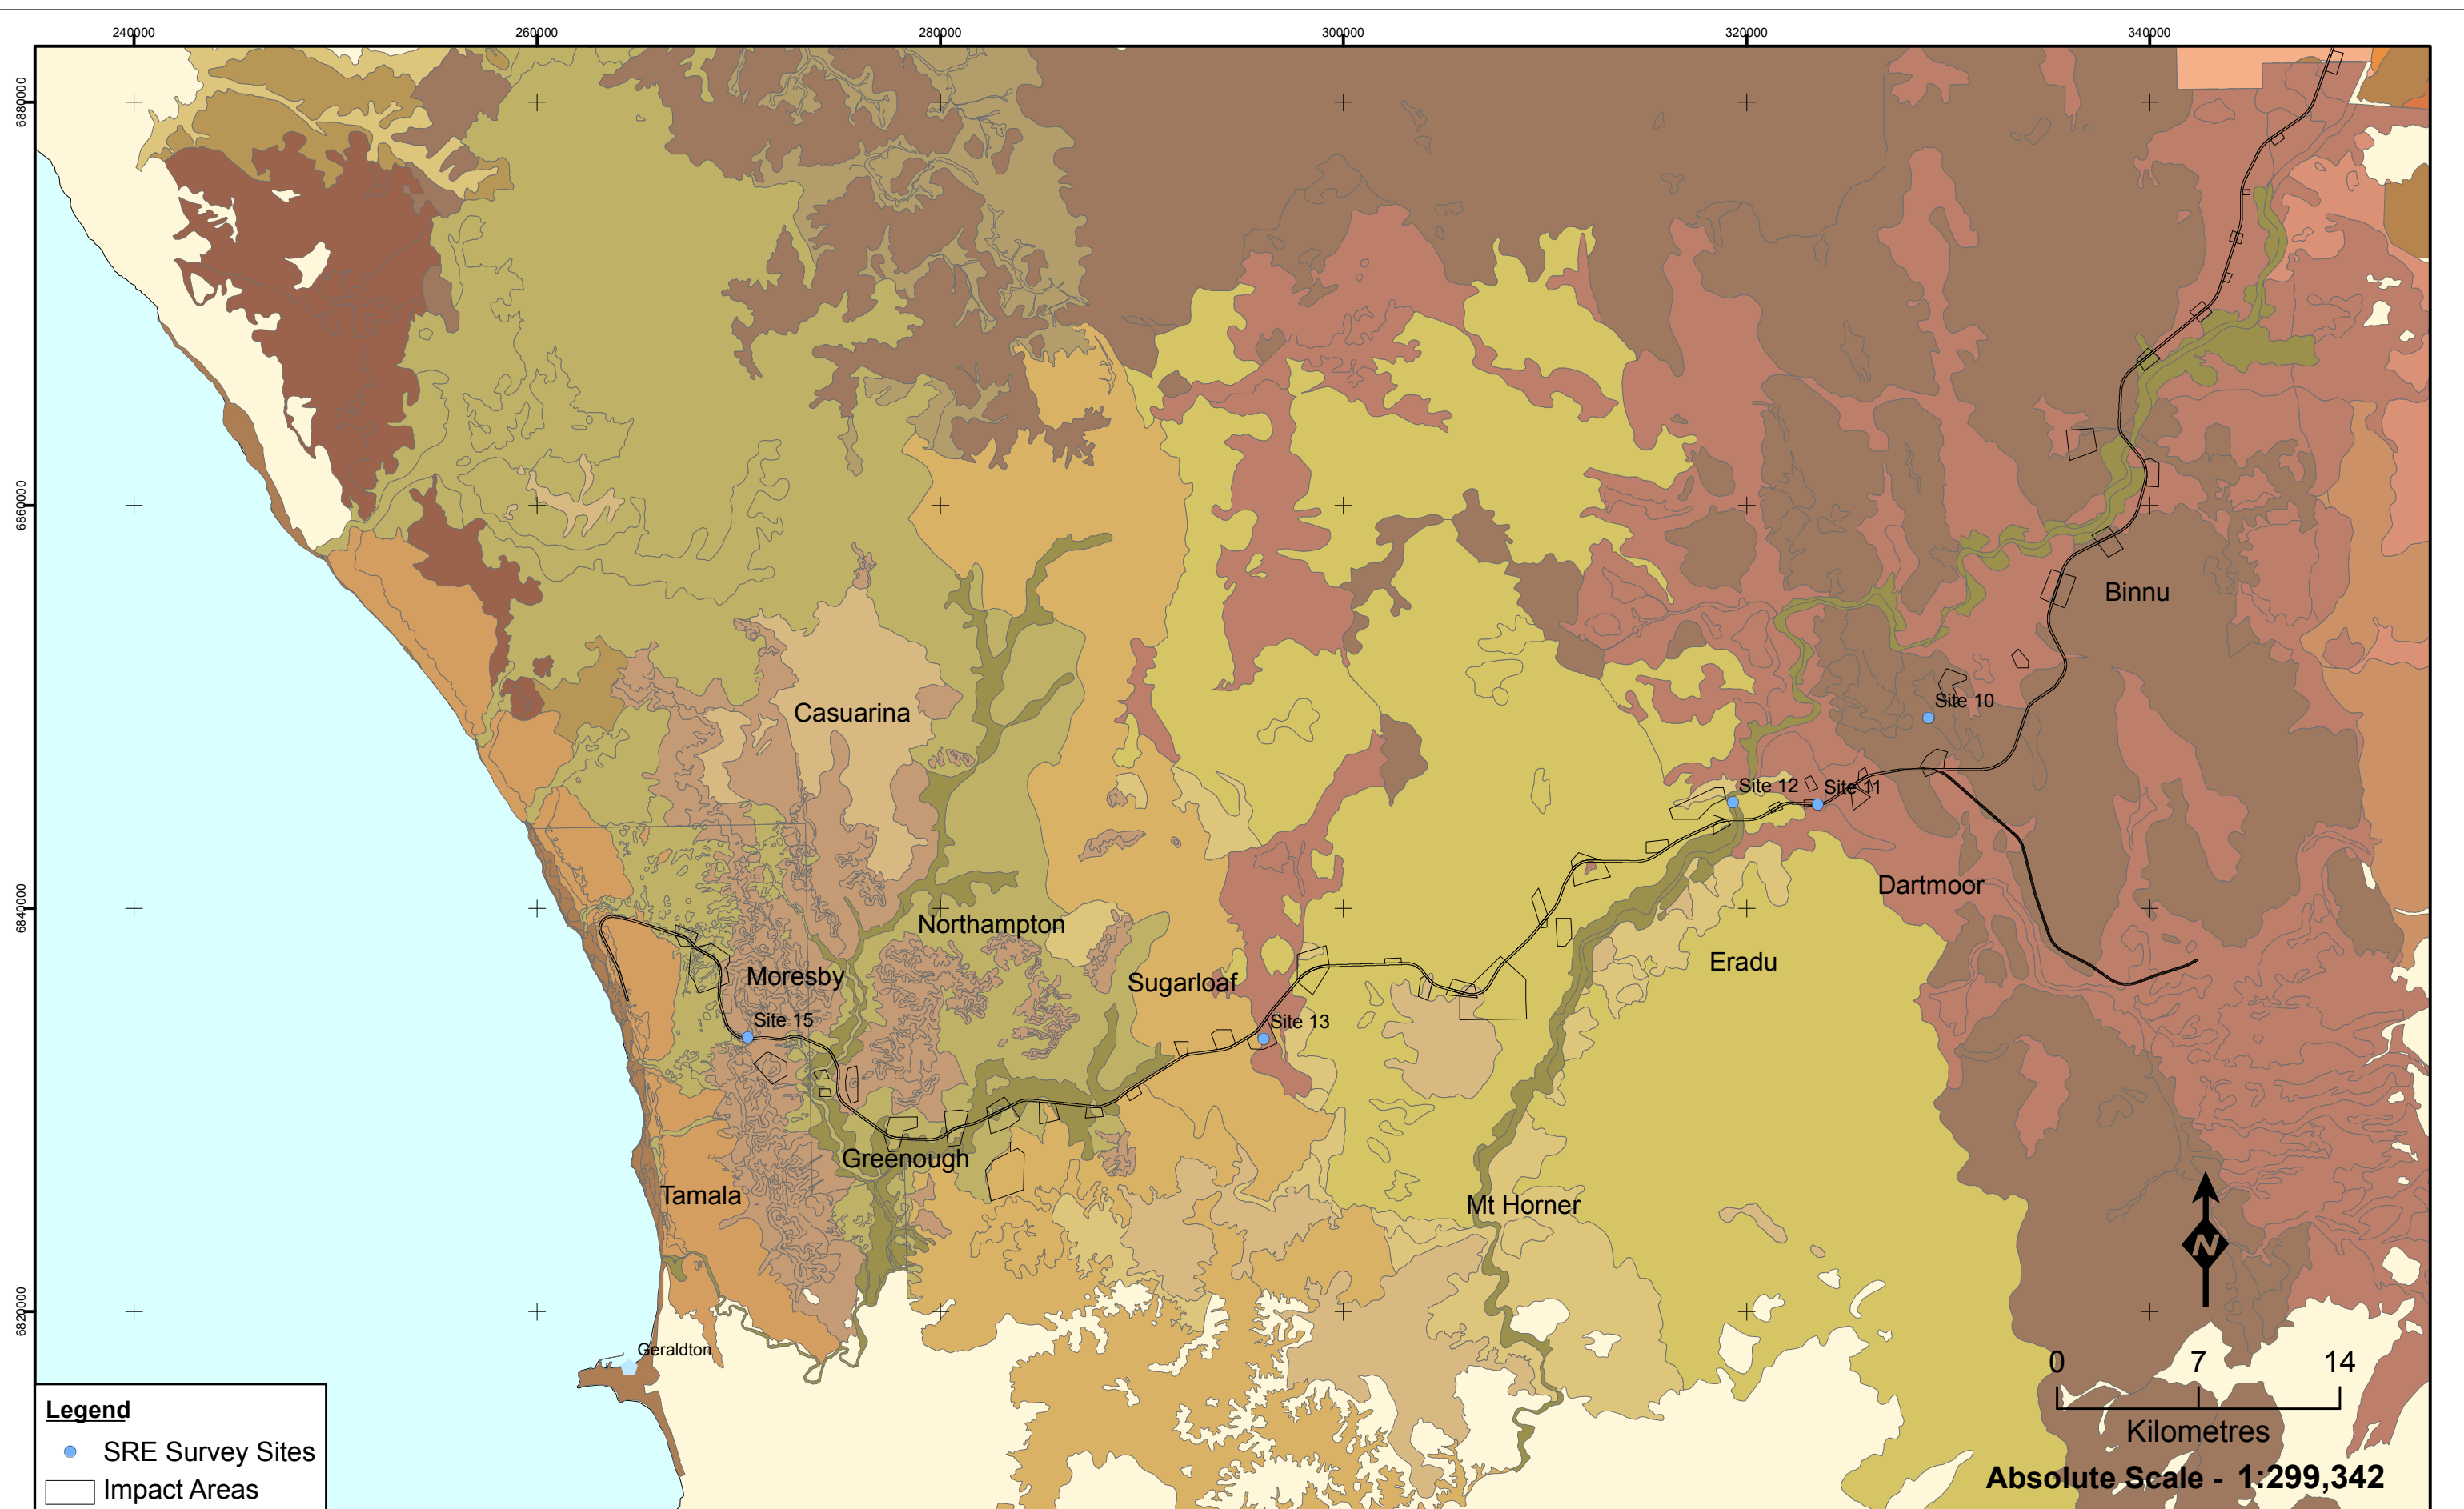 240000 260000 280000 300000 320000 340000
6880000
6860000
6840000
6820000
Binnu
Site 10
Casuarina
Site 12
Site 11
Dartmoor
Northampton
Eradu
Moresby
Sugarloaf
Site 15
Site 13
Greenough
Tamala
Mt Horner
N
Geraldton
0 7 14
Kilometres
Absolute Scale - 1:299,342
Legend
SRE Survey Sites
Impact Areas